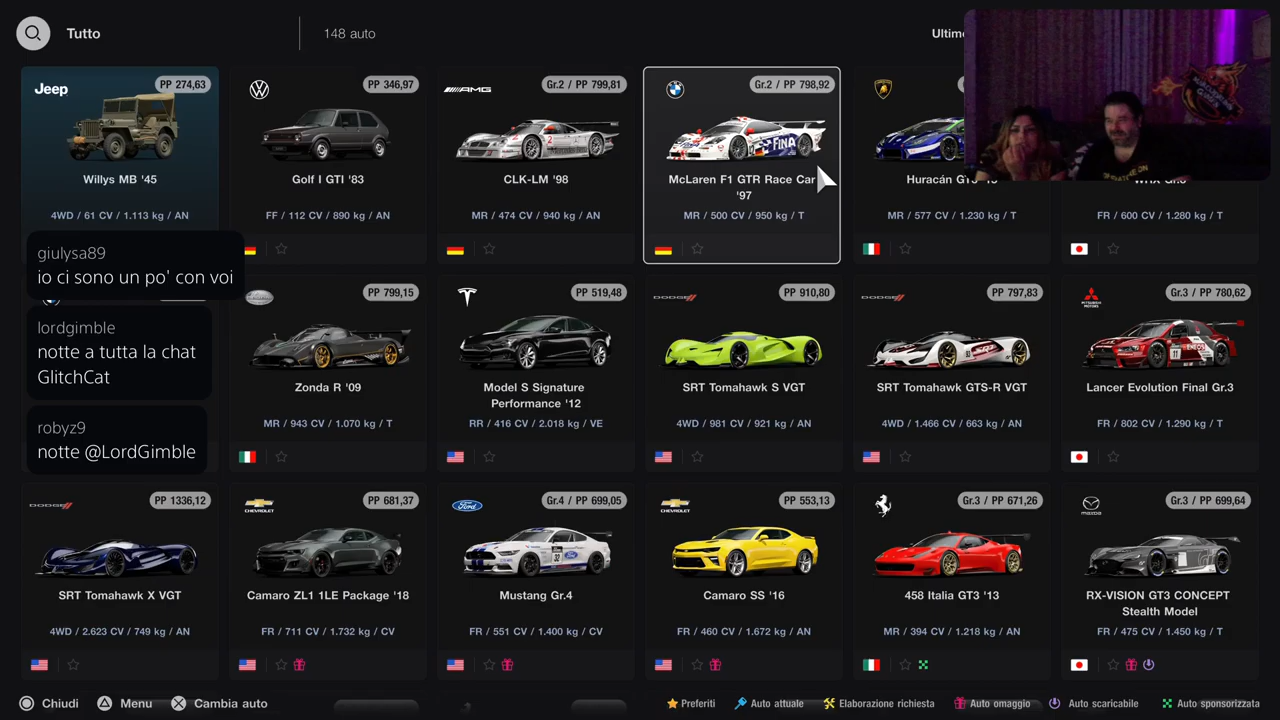 Tutto
148 auto
Ultime
Jeep
PP 274,63
Willys MB '45
4WD / 61 CV / 1.113 kg / AN
PP 346,97
Golf I GTI '83
FF / 112 CV / 890 kg / AN
AMG
Gr.2 / PP 799,81
CLK-LM '98
MR / 474 CV / 940 kg / AN
Gr.2 / PP 798,92
FINA
McLaren F1 GTR Race Car
'97
MR / 500 CV / 950 kg / T
MR / 577 CV / 1.230 kg / T
FR / 600 CV / 1.280 kg / T
giulysa89
io ci sono un po' con voi
lordgimble
notte a tutta la chat
GlitchCat
robyz9
notte @LordGimble
PP 799,15
Zonda R '09
MR / 943 CV / 1.070 kg / T
PP 519,48
Model S Signature
Performance '12
RR / 416 CV / 2.018 kg / VE
DODGE
PP 910,80
SRT Tomahawk S VGT
4WD / 981 CV / 921 kg / AN
DODGE
PP 797,83
SRT Tomahawk GTS-R VGT
4WD / 1.466 CV / 663 kg / AN
MITSUBISHI
MOTORS
Gr.3 / PP 780,62
Lancer Evolution Final Gr.3
FR / 802 CV / 1.290 kg / T
DODGE
PP 1336,12
SRT Tomahawk X VGT
4WD / 2.623 CV / 749 kg / AN
CHEVROLET
PP 681,37
Camaro ZL1 1LE Package '18
FR / 711 CV / 1.732 kg / CV
Ford
Gr.4 / PP 699,05
Mustang Gr.4
FR / 551 CV / 1.400 kg / CV
CHEVROLET
PP 553,13
Camaro SS '16
FR / 460 CV / 1.672 kg / AN
Gr.3 / PP 671,26
458 Italia GT3 '13
MR / 394 CV / 1.218 kg / AN
mazda
Gr.3 / PP 699,64
RX-VISION GT3 CONCEPT
Stealth Model
FR / 475 CV / 1.450 kg / T
Chiudi
Menu
Cambia auto
Preferiti
Auto attuale
Elaborazione richiesta
Auto omaggio
Auto scaricabile
Auto sponsorizzata